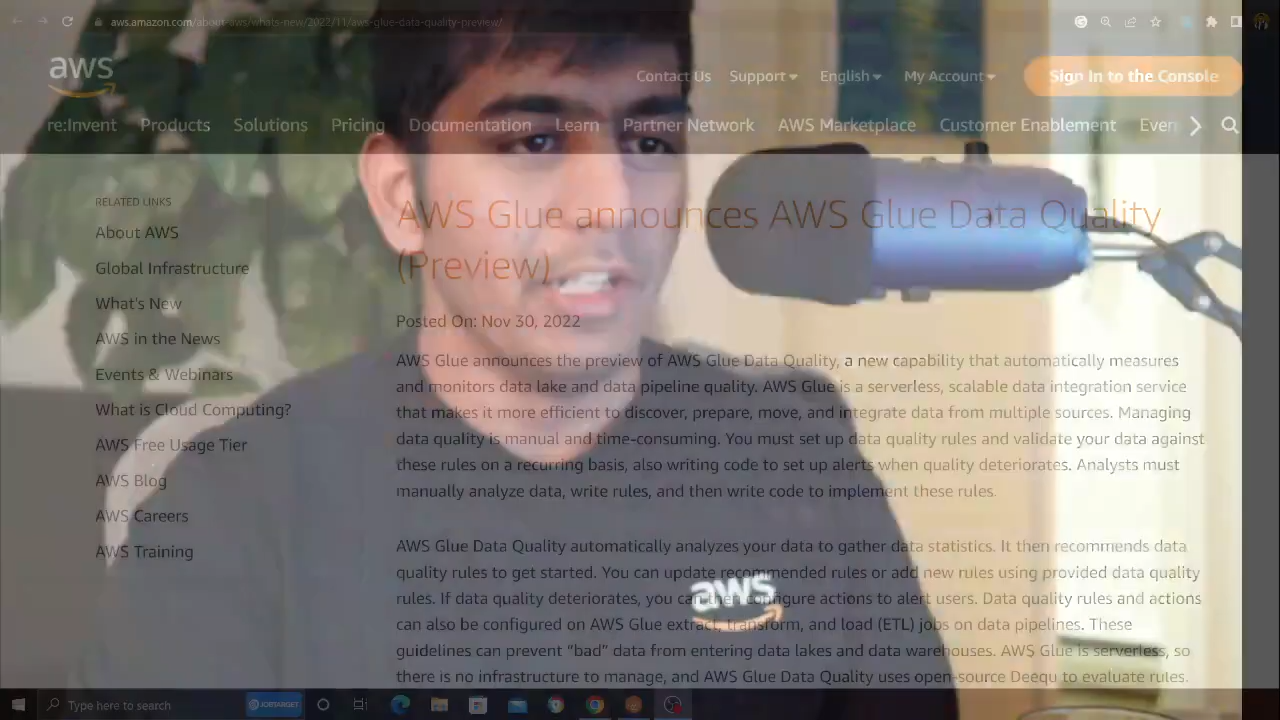 aws.amazon.com/about-aws/whats-new/2022/11/aws-glue-data-quality-preview/
aws
Contact Us Support English My Account Sign In to the Console
re:Invent Products Solutions Pricing Documentation Learn Partner Network AWS Marketplace Customer Enablement Even
RELATED LINKS
About AWS
Global Infrastructure
What's New
AWS in the News
Events & Webinars
What is Cloud Computing?
AWS Free Usage Tier
AWS Blog
AWS Careers
AWS Training
AWS Glue announces AWS Glue Data Quality
(Preview)
Posted On: Nov 30, 2022
AWS Glue announces the preview of AWS Glue Data Quality, a new capability that automatically measures
and monitors data lake and data pipeline quality. AWS Glue is a serverless, scalable data integration service
that makes it more efficient to discover, prepare, move, and integrate data from multiple sources. Managing
data quality is manual and time-consuming. You must set up data quality rules and validate your data against
these rules on a recurring basis, also writing code to set up alerts when quality deteriorates. Analysts must
manually analyze data, write rules, and then write code to implement these rules.
AWS Glue Data Quality automatically analyzes your data to gather data statistics. It then recommends data
quality rules to get started. You can update recommended rules or add new rules using provided data quality
rules. If data quality deteriorates, you can then configure actions to alert users. Data quality rules and actions
can also be configured on AWS Glue extract, transform, and load (ETL) jobs on data pipelines. These
guidelines can prevent “bad” data from entering data lakes and data warehouses. AWS Glue is serverless, so
there is no infrastructure to manage, and AWS Glue Data Quality uses open-source Deequ to evaluate rules.
aws
Type here to search
JOBTARGET